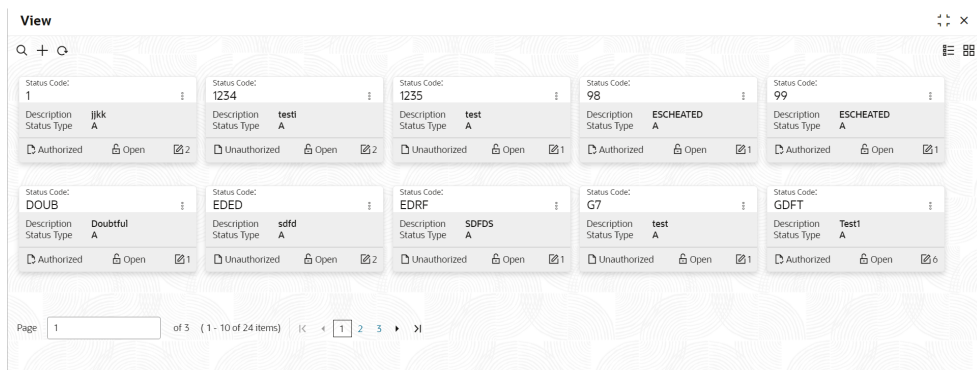 View
Status Code:
1
Description jjkk
Status Type A
Authorized Open 2
Status Code:
1234
Description testi
Status Type A
Unauthorized Open 2
Status Code:
1235
Description test
Status Type A
Unauthorized Open 1
Status Code:
98
Description ESCHEATED
Status Type A
Authorized Open 1
Status Code:
99
Description ESCHEATED
Status Type A
Authorized Open 1
Status Code:
DOUB
Description Doubtful
Status Type A
Authorized Open 1
Status Code:
EDED
Description sdfd
Status Type A
Unauthorized Open 2
Status Code:
EDRF
Description SDFDS
Status Type A
Unauthorized Open 1
Status Code:
G7
Description test
Status Type A
Unauthorized Open 1
Status Code:
GDFT
Description Test1
Status Type A
Authorized Open 6
Page 1 of 3 ( 1 - 10 of 24 items) 1 2 3